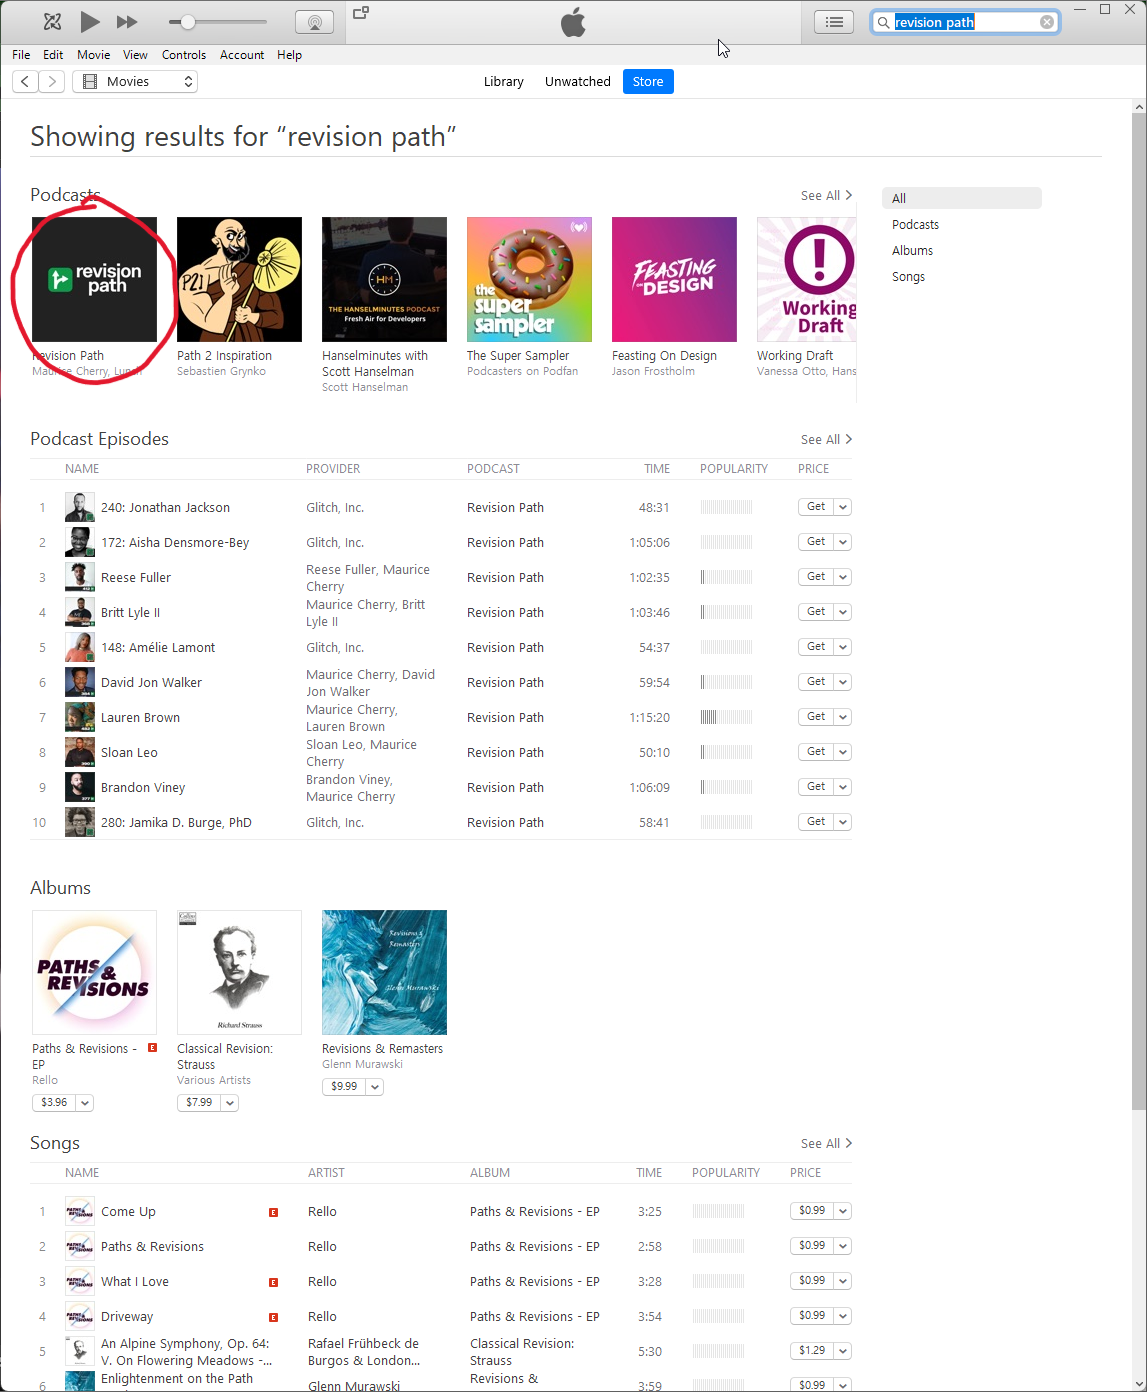 revision path
File Edit Movie View Controls Account Help
Movies Library Unwatched Store
Showing results for “revision path”
Podcasts See All
All
Podcasts
Albums
Songs
revision
path
P21
HM
THE HANSELMINUTES PODCAST
Fresh Air for Developers
the
super
sampler
FEASTING
ON
DESIGN
Working
Draft
Revision Path
Maurice Cherry, Lunch
Path 2 Inspiration
Sebastien Grynko
Hanselminutes with
Scott Hanselman
Scott Hanselman
The Super Sampler
Podcasters on Podfan
Feasting On Design
Jason Frostholm
Working Draft
Vanessa Otto, Hans
Podcast Episodes See All
NAME PROVIDER PODCAST TIME POPULARITY PRICE
1 240: Jonathan Jackson Glitch, Inc. Revision Path 48:31 Get
2 172: Aisha Densmore-Bey Glitch, Inc. Revision Path 1:05:06 Get
3 Reese Fuller Reese Fuller, Maurice
Cherry Revision Path 1:02:35 Get
4 Britt Lyle II Maurice Cherry, Britt
Lyle II Revision Path 1:03:46 Get
5 148: Amélie Lamont Glitch, Inc. Revision Path 54:37 Get
6 David Jon Walker Maurice Cherry, David
Jon Walker Revision Path 59:54 Get
7 Lauren Brown Maurice Cherry,
Lauren Brown Revision Path 1:15:20 Get
8 Sloan Leo Sloan Leo, Maurice
Cherry Revision Path 50:10 Get
9 Brandon Viney Brandon Viney,
Maurice Cherry Revision Path 1:06:09 Get
10 280: Jamika D. Burge, PhD Glitch, Inc. Revision Path 58:41 Get
Albums
PATHS
&
REVISIONS
Richard Strauss
Revisions &
Remasters
Glenn Murawski
Paths & Revisions - E
EP
Rello
$3.96
Classical Revision:
Strauss
Various Artists
$7.99
Revisions & Remasters
Glenn Murawski
$9.99
Songs See All
NAME ARTIST ALBUM TIME POPULARITY PRICE
1 Come Up E Rello Paths & Revisions - EP 3:25 $0.99
2 Paths & Revisions Rello Paths & Revisions - EP 2:58 $0.99
3 What I Love E Rello Paths & Revisions - EP 3:28 $0.99
4 Driveway E Rello Paths & Revisions - EP 3:54 $0.99
5 An Alpine Symphony, Op. 64:
V. On Flowering Meadows -... Rafael Frühbeck de
Burgos & London... Classical Revision:
Strauss 5:30 $1.29
6 Enlightenment on the Path Glenn Murawski Revisions & 3:59 $0.99